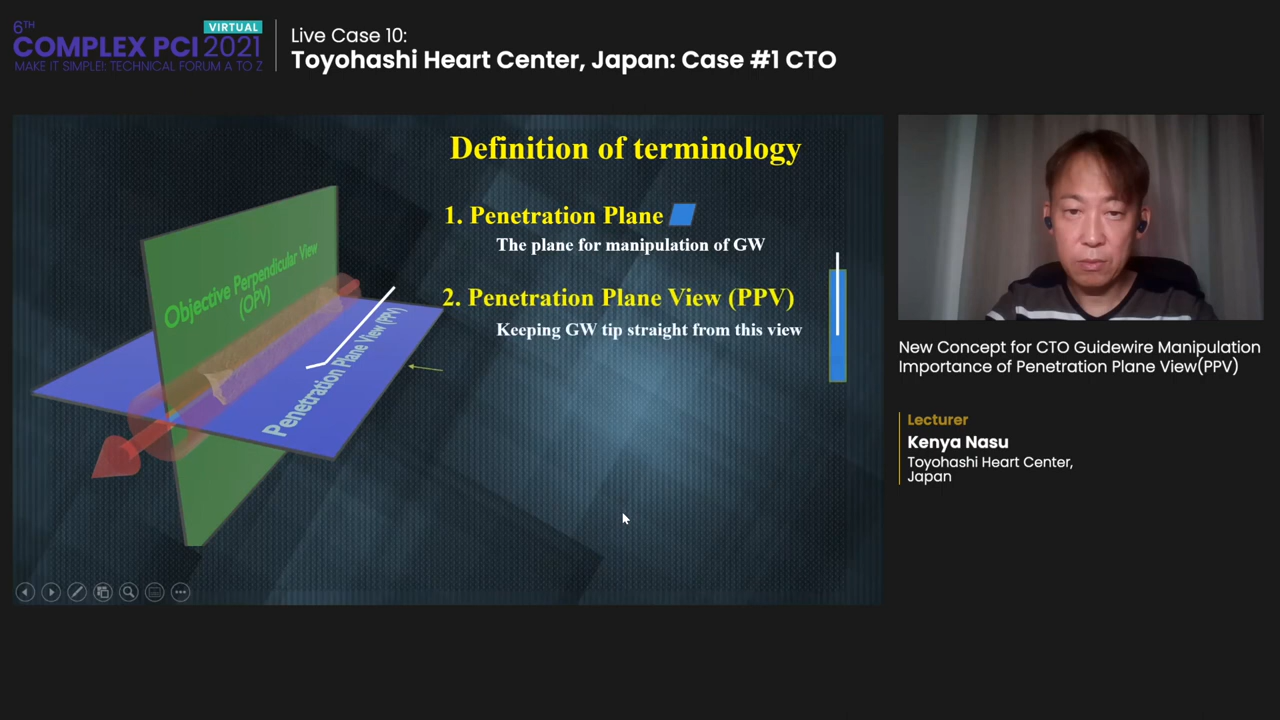 6TH
VIRTUAL
COMPLEX PCI 2021
MAKE IT SIMPLE!: TECHNICAL FORUM A TO Z
Live Case 10:
Toyohashi Heart Center, Japan: Case #1 CTO
Definition of terminology
1. Penetration Plane
The plane for manipulation of GW
2. Penetration Plane View (PPV)
Keeping GW tip straight from this view
Objective Perpendicular View
(OPV)
Penetration Plane View (PPV)
New Concept for CTO Guidewire Manipulation
Importance of Penetration Plane View(PPV)
Lecturer
Kenya Nasu
Toyohashi Heart Center,
Japan